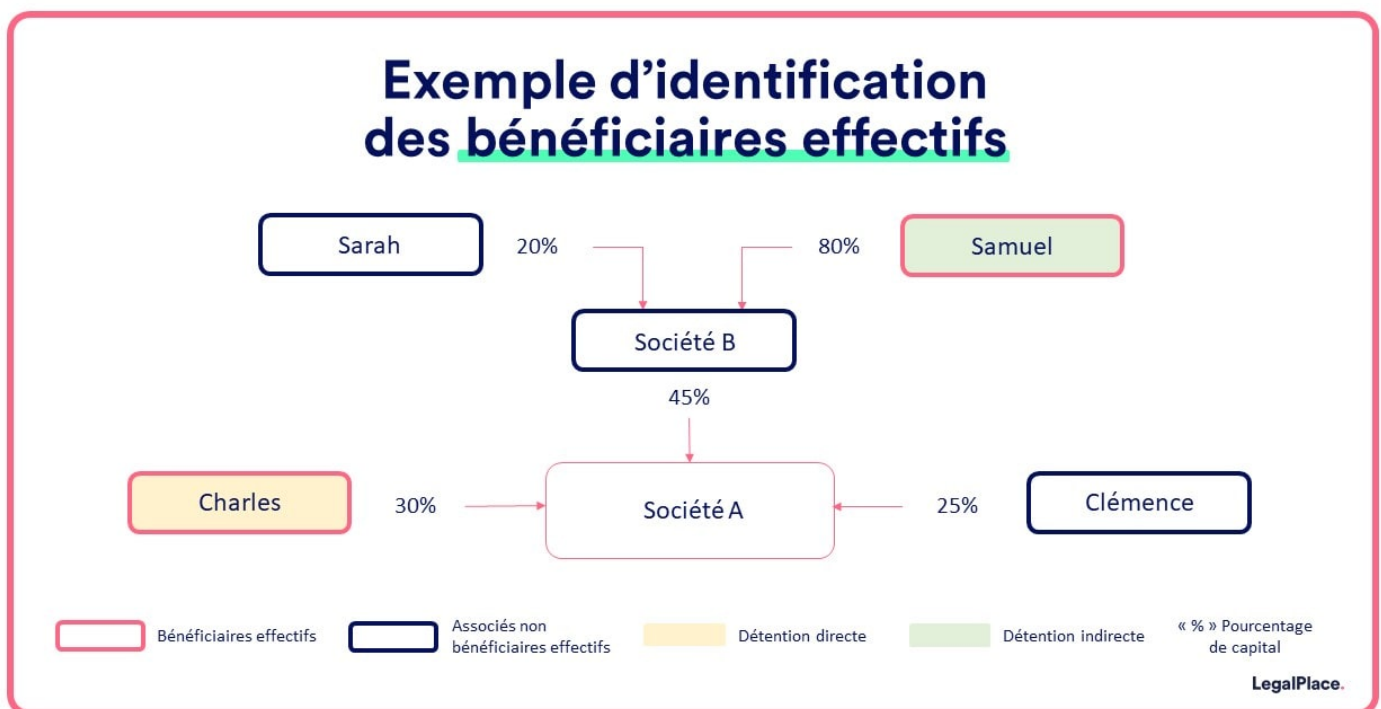 Exemple d’identification
des bénéficiaires effectifs
Sarah
20%
80%
Samuel
Société B
45%
Charles
30%
Société A
25%
Clémence
Bénéficiaires effectifs
Associés non
bénéficiaires effectifs
Détention directe
Détention indirecte
« % » Pourcentage
de capital
LegalPlace.